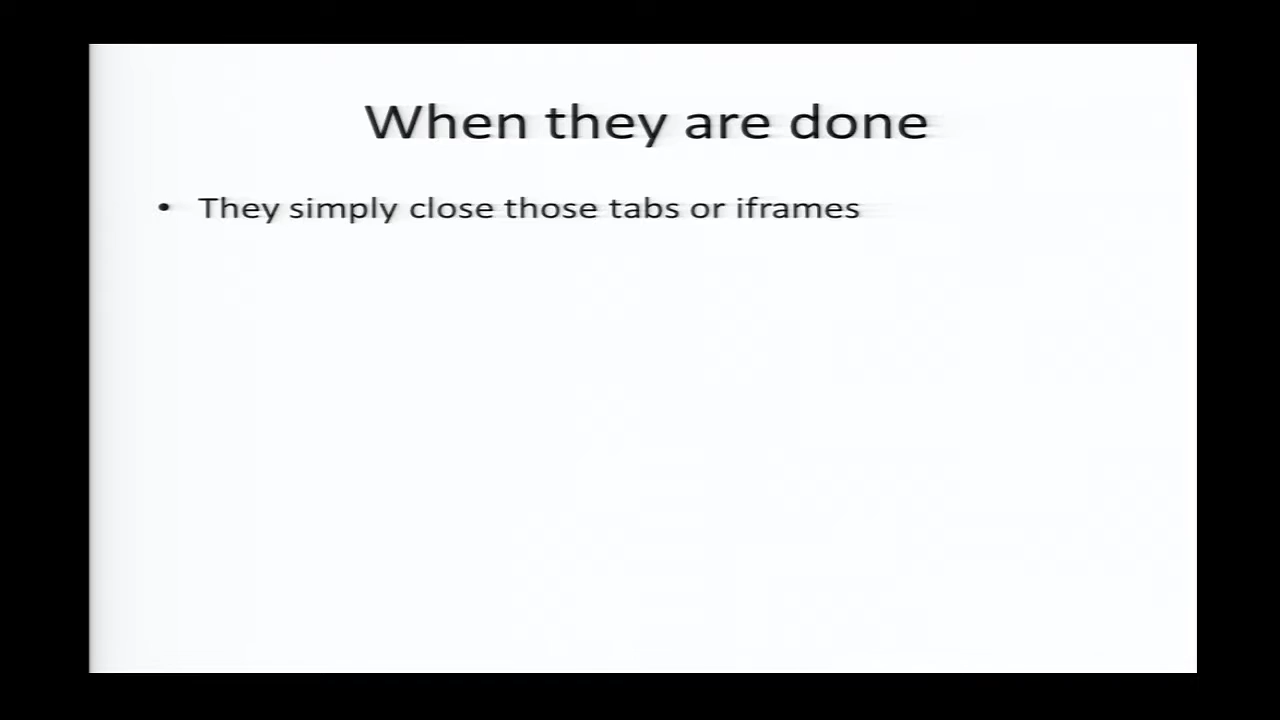 When they are done
• They simply close those tabs or iframes